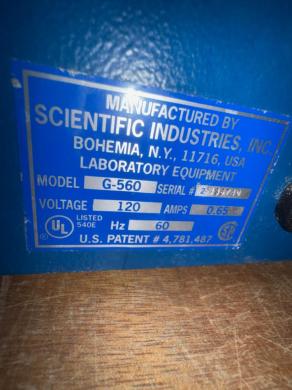 MANUFACTURED BY
SCIENTIFIC INDUSTRIES, INC.
BOHEMIA, N.Y., 11716, USA
LABORATORY EQUIPMENT
MODEL G-560 SERIAL #
VOLTAGE 120 AMPS 0.65
UL LISTED 540E Hz 60
U.S. PATENT # 4,781,487